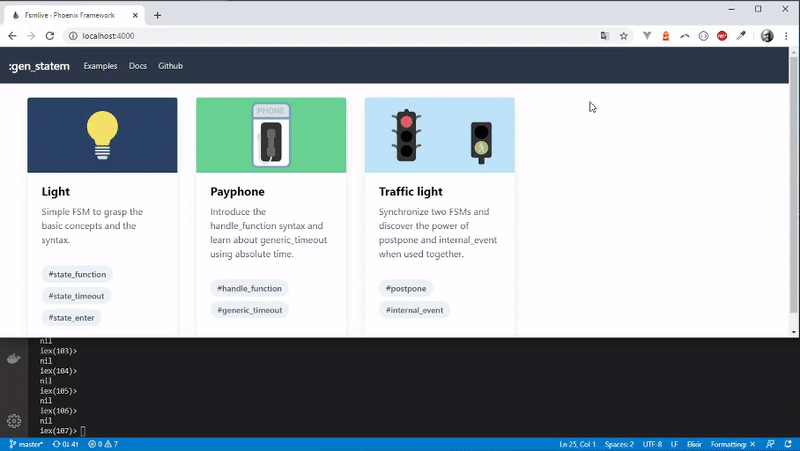 Fsmlive - Phoenix Framework
localhost:4000
:gen_statem Examples Docs Github
PHONE
Light
Simple FSM to grasp the
basic concepts and the
syntax.
#state_function
#state_timeout
#state_enter
Payphone
Introduce the
handle_function syntax and
learn about generic_timeout
using absolute time.
#handle_function
#generic_timeout
Traffic light
Synchronize two FSMs and
discover the power of
postpone and internal_event
when used together.
#postpone
#internal_event
nil
iex(103)>
nil
iex(104)>
nil
iex(105)>
nil
iex(106)>
nil
iex(107)>
master* 0↓ 4↑ 0 7 Ln 25, Col 1 Spaces: 2 UTF-8 LF Elixir Formatting: ×